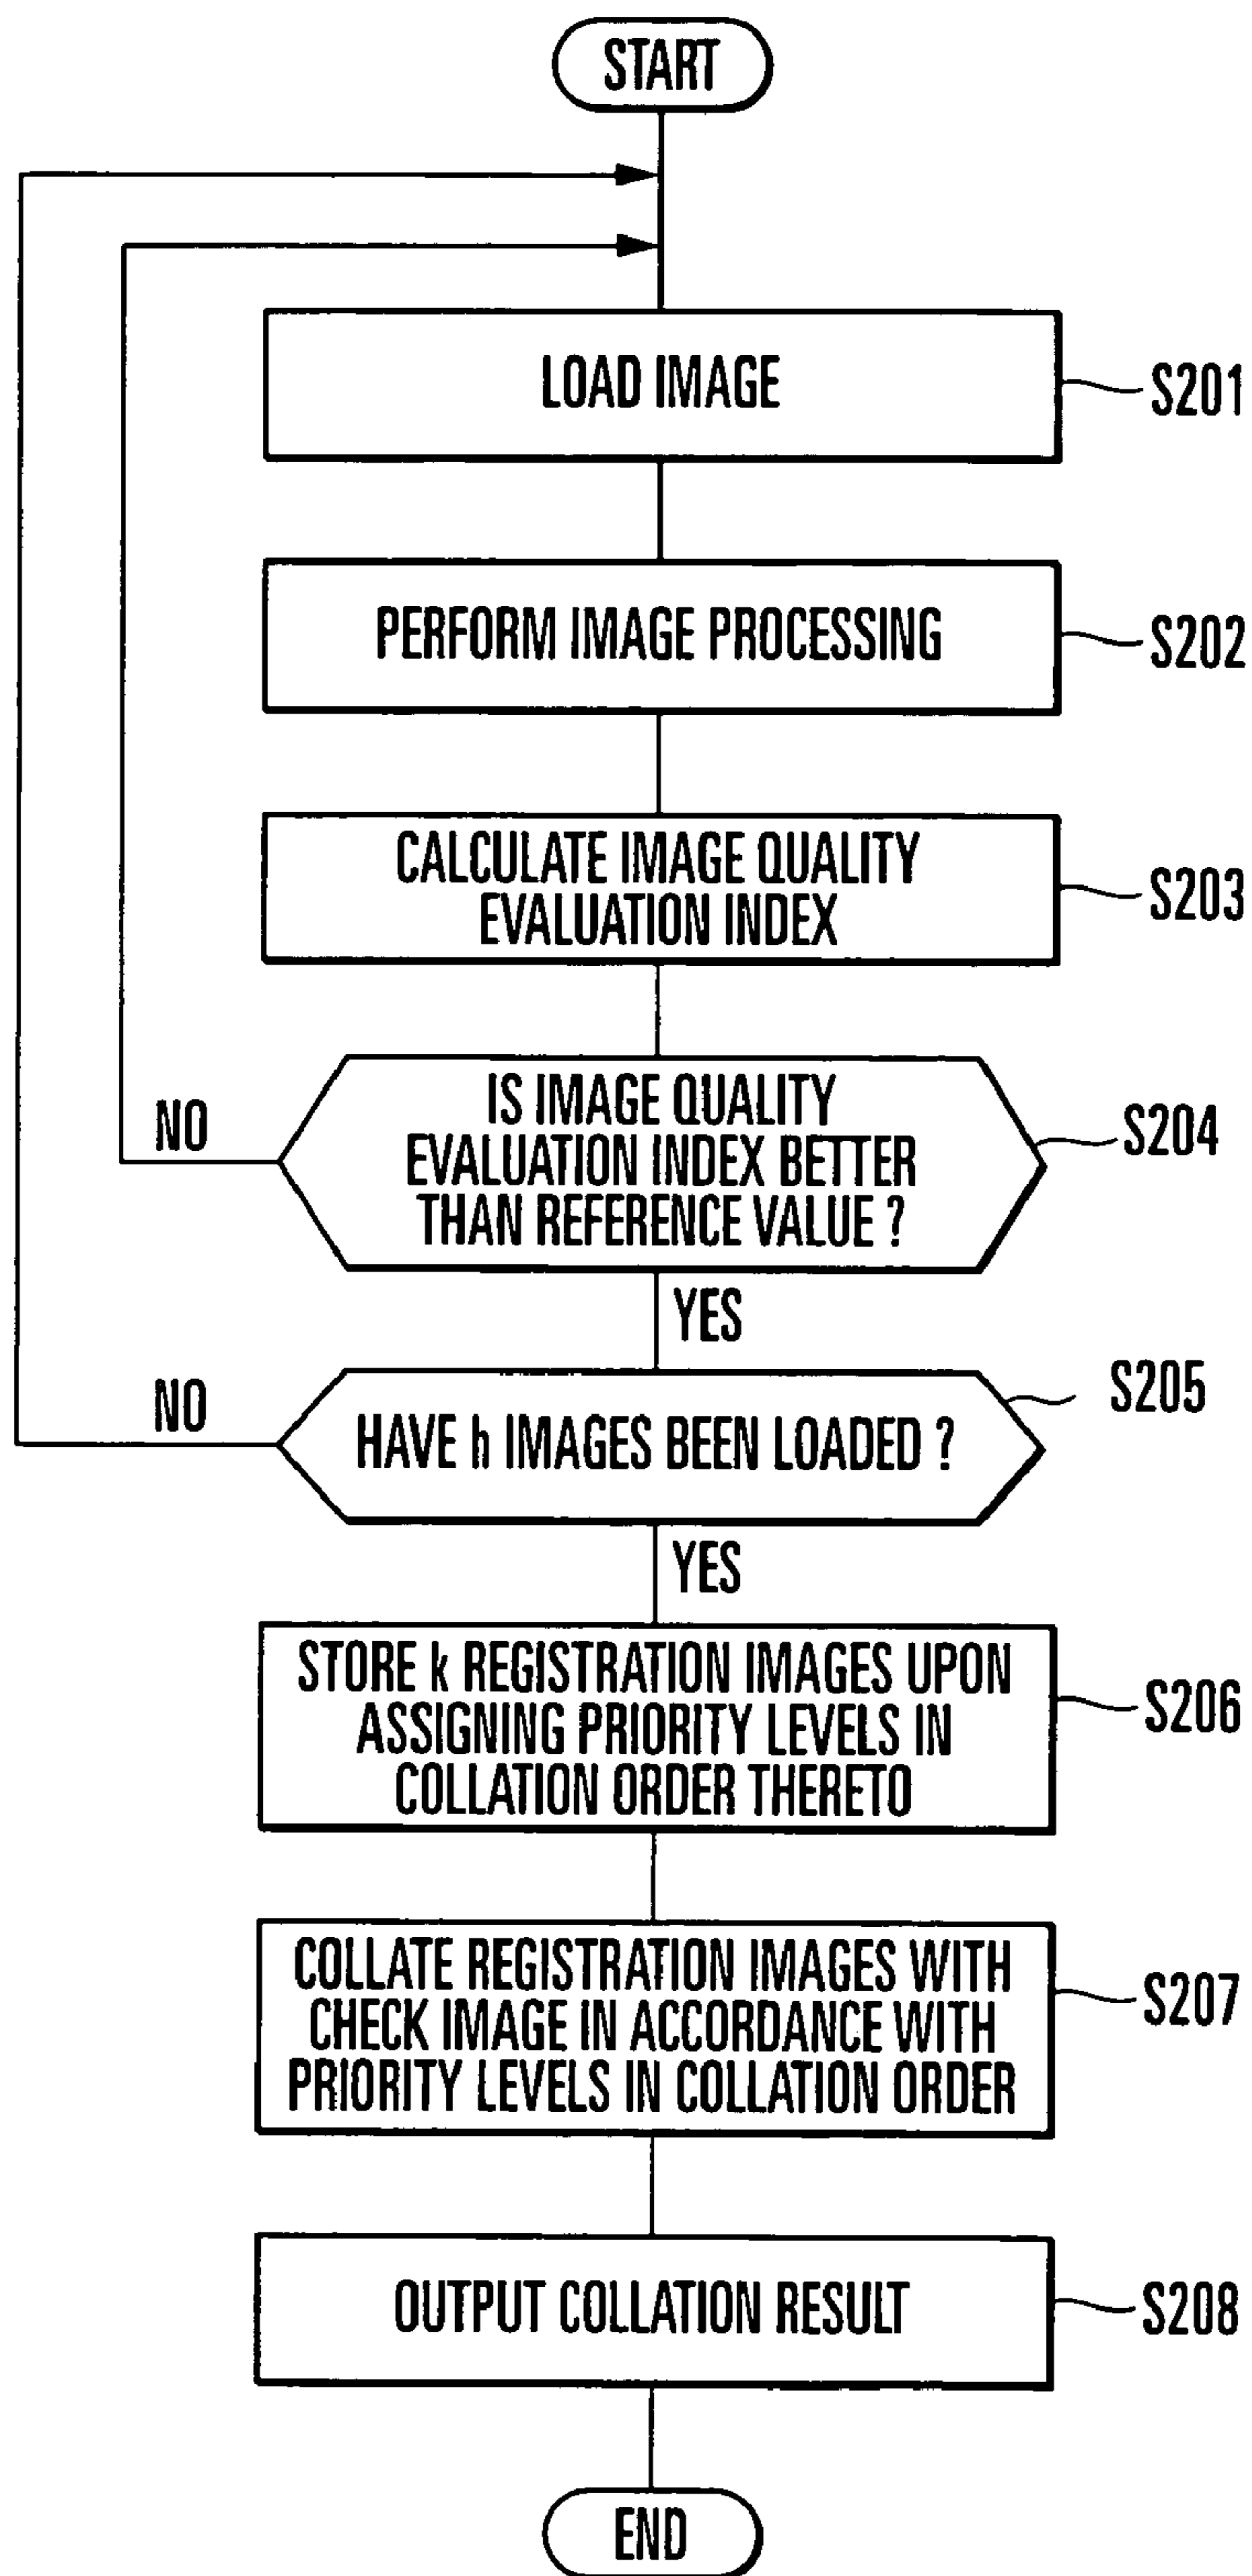 START
LOAD IMAGE
S201
PERFORM IMAGE PROCESSING
S202
CALCULATE IMAGE QUALITY
EVALUATION INDEX
S203
IS IMAGE QUALITY
EVALUATION INDEX BETTER
THAN REFERENCE VALUE ?
S204
NO
YES
HAVE h IMAGES BEEN LOADED ?
S205
NO
YES
STORE k REGISTRATION IMAGES UPON
ASSIGNING PRIORITY LEVELS IN
COLLATION ORDER THERETO
S206
COLLATE REGISTRATION IMAGES WITH
CHECK IMAGE IN ACCORDANCE WITH
PRIORITY LEVELS IN COLLATION ORDER
S207
OUTPUT COLLATION RESULT
S208
END